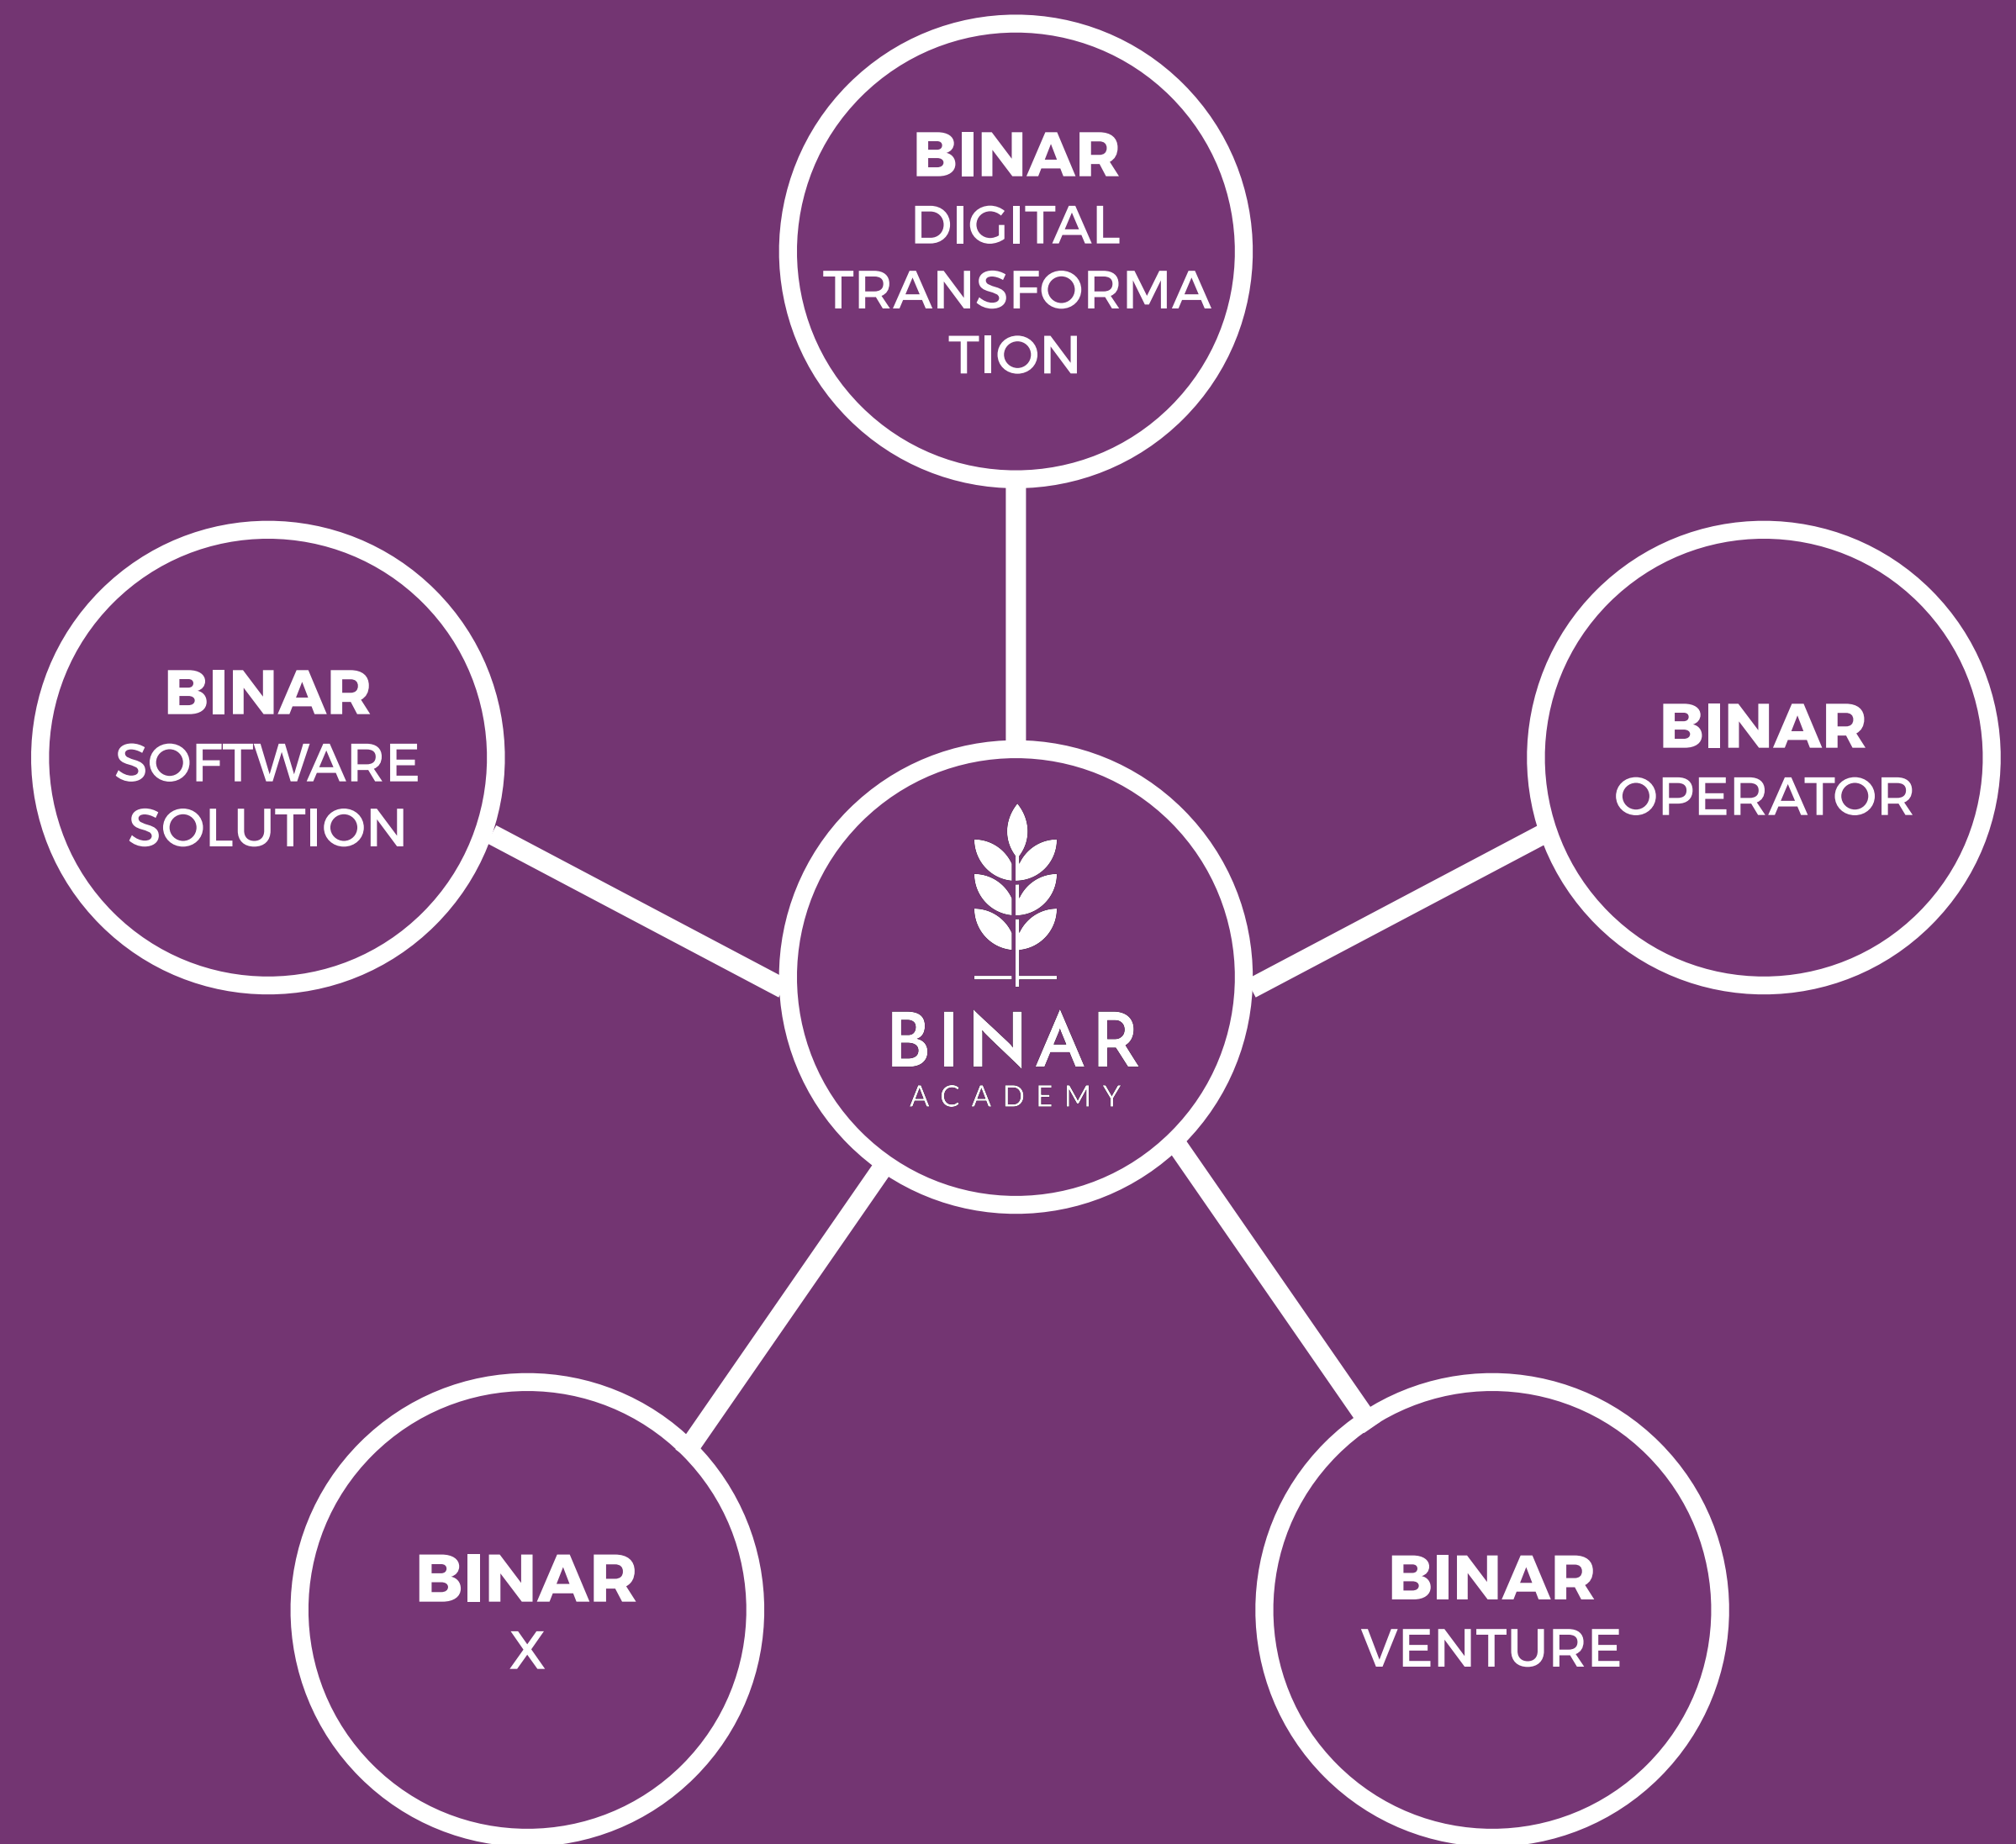 BINAR
DIGITAL
TRANSFORMA
TION
BINAR
SOFTWARE
SOLUTION
BINAR
OPERATOR
BINAR
ACADEMY
BINAR
X
BINAR
VENTURE